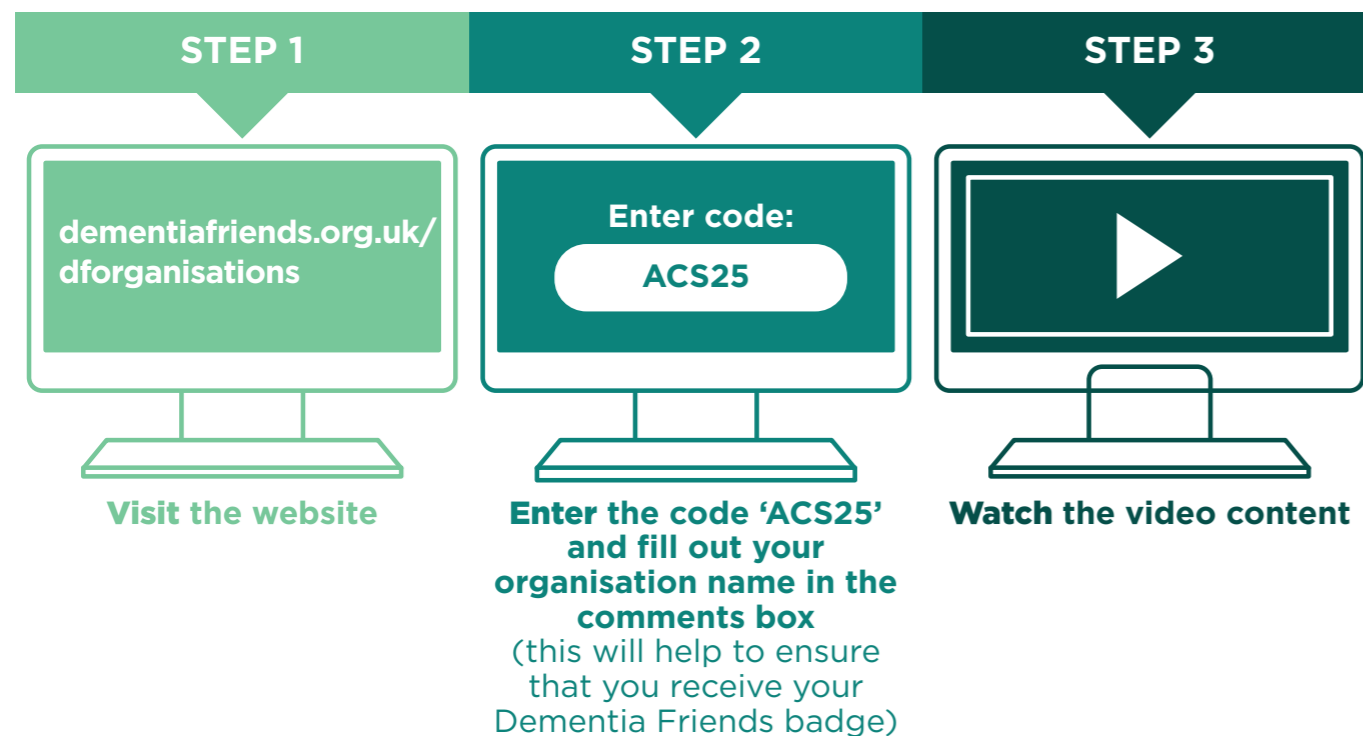 STEP 1
dementiafriends.org.uk/
dforganisations
Visit the website
STEP 2
Enter code:
ACS25
Enter the code ‘ACS25’
and fill out your
organisation name in the
comments box
(this will help to ensure
that you receive your
Dementia Friends badge)
STEP 3
Watch the video content